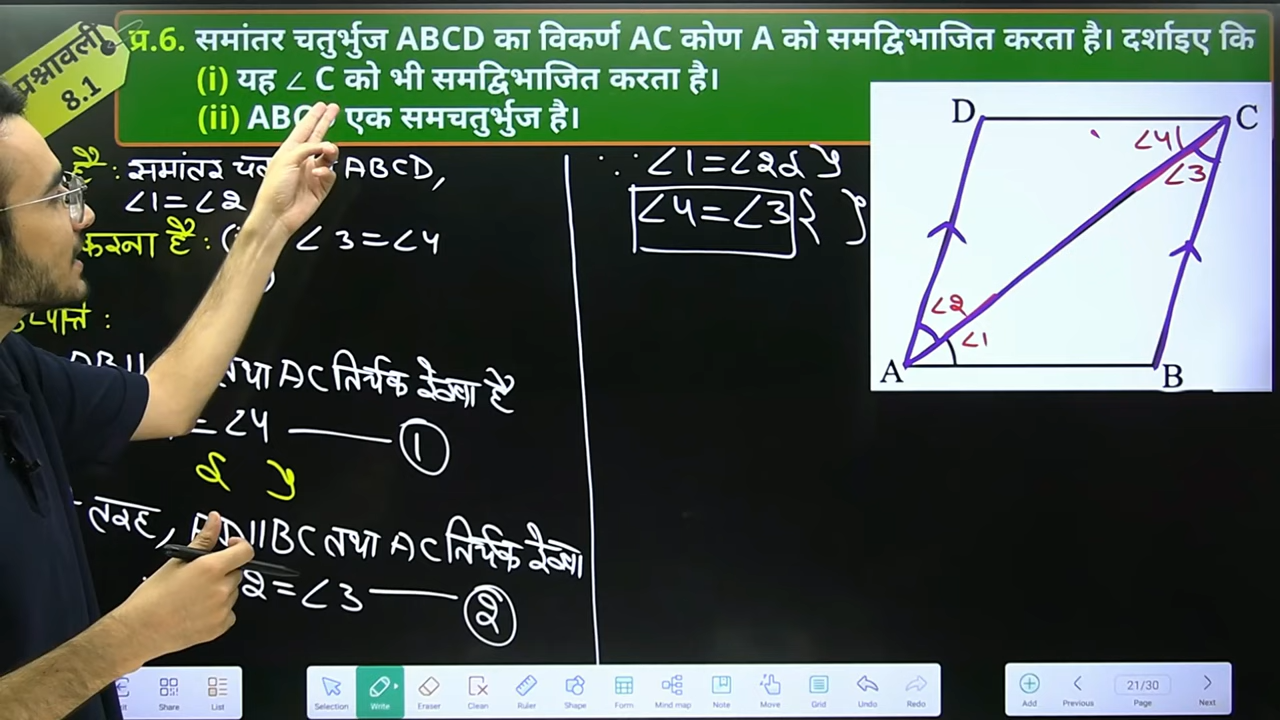 प्रश्नावली
8.1
प्र.6. समांतर चतुर्भुज ABCD का विकर्ण AC कोण A को समद्विभाजित करता है। दर्शाइए कि
(i) यह ∠ C को भी समद्विभाजित करता है।
(ii) ABC एक समचतुर्भुज है।
है : समांतर ABCD,
∠1=∠2
करना है : ∠3=∠4
तथा AC तिर्यक रेखा है
=∠4 ——— ①
तरह, AD||BC तथा AC तिर्यक रेखा
2=∠3 ——— ②
∵ ∠1=∠2
∠4=∠3
D
C
∠4
∠3
∠2
∠1
A
B
Share
List
Selection
Write
Eraser
Clean
Ruler
Shape
Form
Mind map
Note
Move
Grid
Undo
Redo
Add
Previous
21/30
Page
Next